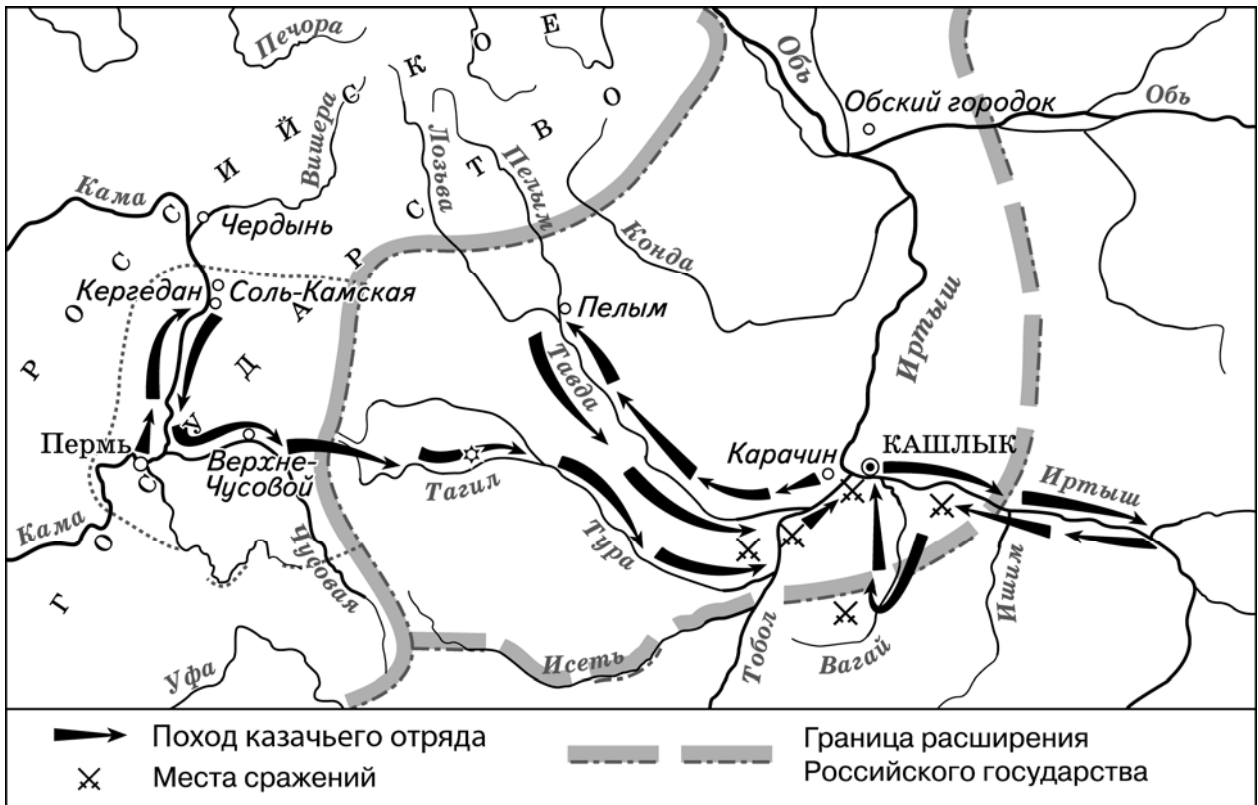 Печора
Обь
Обский городок
Обь
Вишера
Лозьва
Пелым
Кама
Чердынь
Конда
Кергедан
Соль-Камская
Пелым
Иртыш
Тавда
РОССИЙСКОЕ
ГОСУДАРСТВО
Пермь
Верхне-
Чусовой
Карачин
КАШЛЫК
Тагил
Иртыш
Кама
Чусовая
Тура
Ишим
Уфа
Исеть
Тобол
Вагай
Поход казачьего отряда
Места сражений
Граница расширения
Российского государства